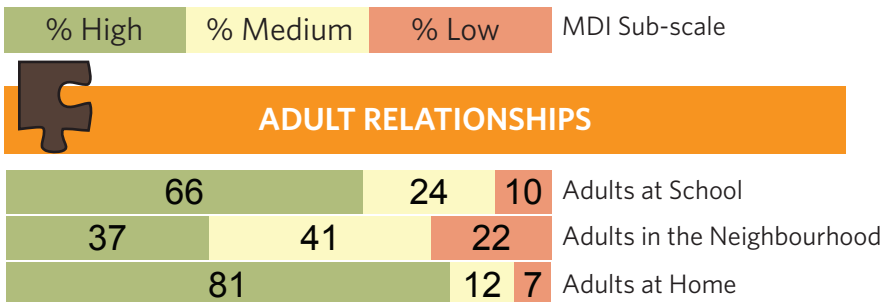 % High % Medium % Low MDI Sub-scale
ADULT RELATIONSHIPS
66 24 10 Adults at School
37 41 22 Adults in the Neighbourhood
81 12 7 Adults at Home